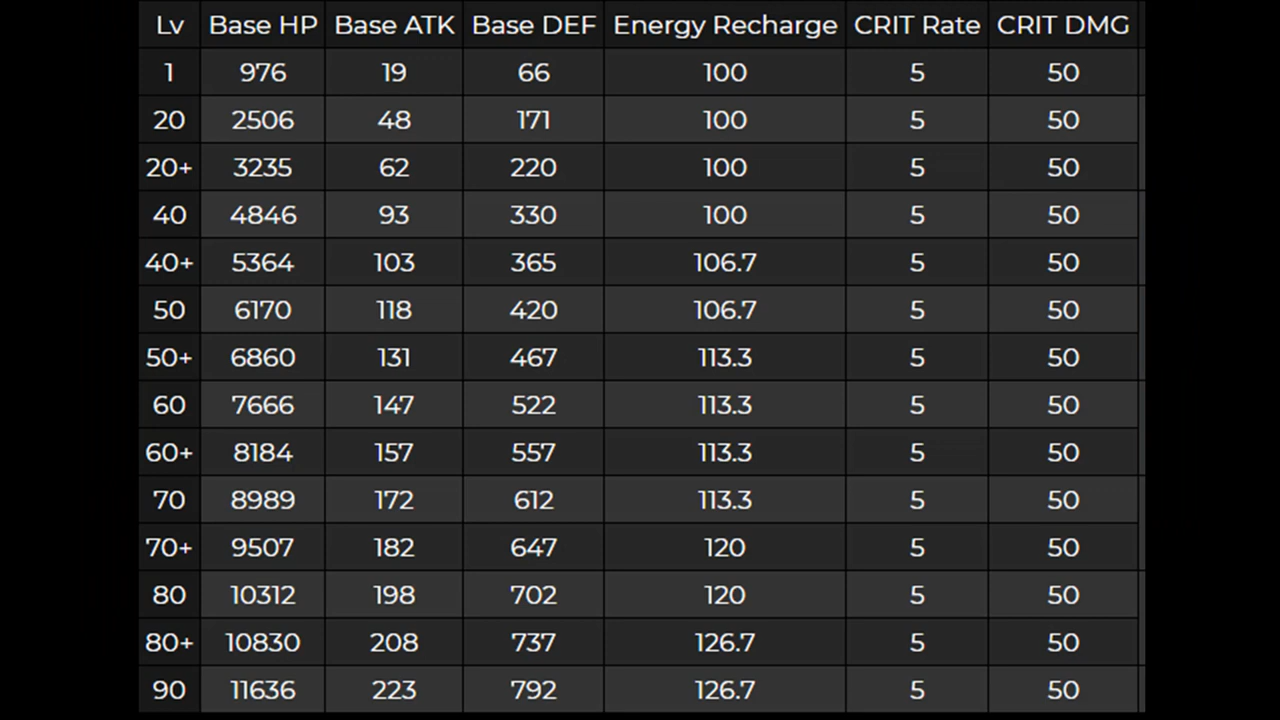 Lv Base HP Base ATK Base DEF Energy Recharge CRIT Rate CRIT DMG
1 976 19 66 100 5 50
20 2506 48 171 100 5 50
20+ 3235 62 220 100 5 50
40 4846 93 330 100 5 50
40+ 5364 103 365 106.7 5 50
50 6170 118 420 106.7 5 50
50+ 6860 131 467 113.3 5 50
60 7666 147 522 113.3 5 50
60+ 8184 157 557 113.3 5 50
70 8989 172 612 113.3 5 50
70+ 9507 182 647 120 5 50
80 10312 198 702 120 5 50
80+ 10830 208 737 126.7 5 50
90 11636 223 792 126.7 5 50